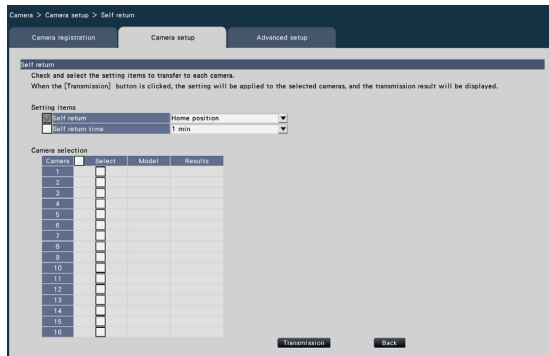 Camera > Camera setup > Self return
Camera registration Camera setup Advanced setup
Self return
Check and select the setting items to transfer to each camera.
When the [Transmission] button is clicked, the setting will be applied to the selected cameras, and the transmission result will be displayed.
Setting items
Self return Home position
Self return time 1 min
Camera selection
Camera Select Model Results
1
2
3
4
5
6
7
8
9
10
11
12
13
14
15
16
Transmission Back